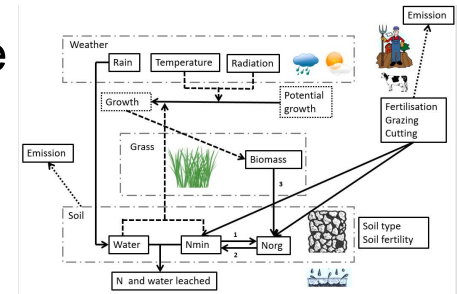 e
Emission
Weather
Rain
Temperature
Radiation
Growth
Potential
growth
Fertilisation
Grazing
Cutting
Emission
Grass
Biomass
3
Soil
Water
Nmin
1
2
Norg
Soil type
Soil fertility
N and water leached